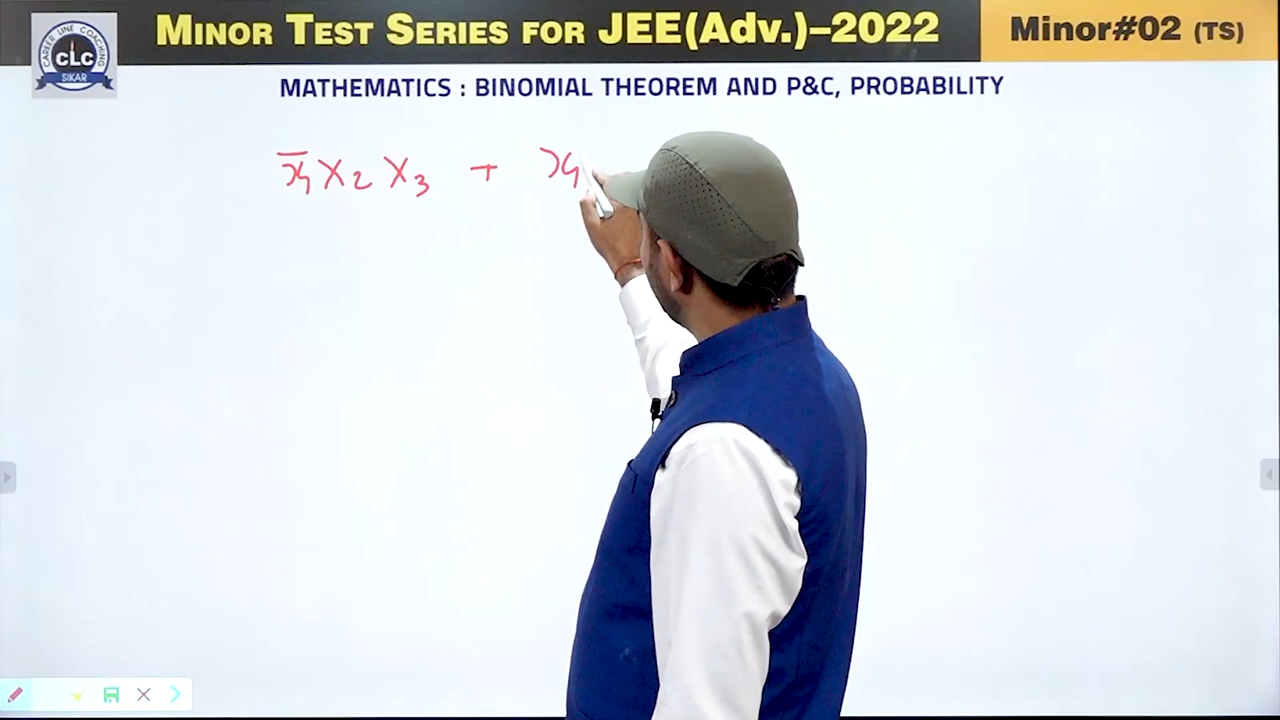 MINOR TEST SERIES FOR JEE(Adv.)–2022
Minor#02 (TS)
CAREER LINE COACHING
CLC
SIKAR
MATHEMATICS : BINOMIAL THEOREM AND P&C, PROBABILITY
x̄₁ x₂ x₃ + x₁